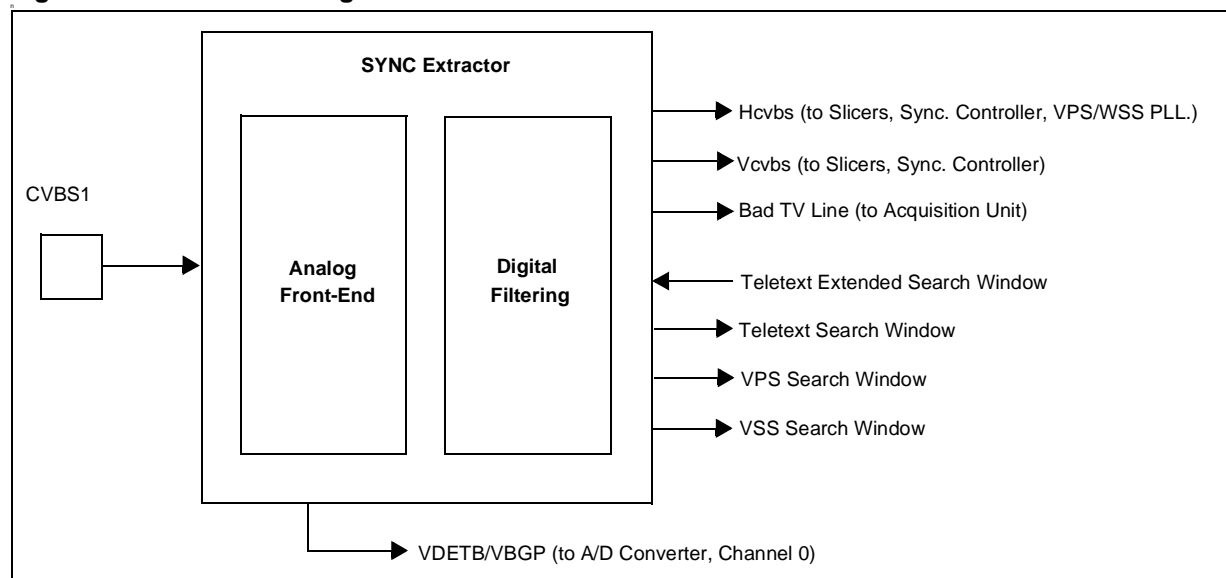 SYNC Extractor
Hcvbs (to Slicers, Sync. Controller, VPS/WSS PLL.)
Vcvbs (to Slicers, Sync. Controller)
CVBS1
Bad TV Line (to Acquisition Unit)
Analog
Front-End
Digital
Filtering
Teletext Extended Search Window
Teletext Search Window
VPS Search Window
VSS Search Window
VDETB/VBGP (to A/D Converter, Channel 0)